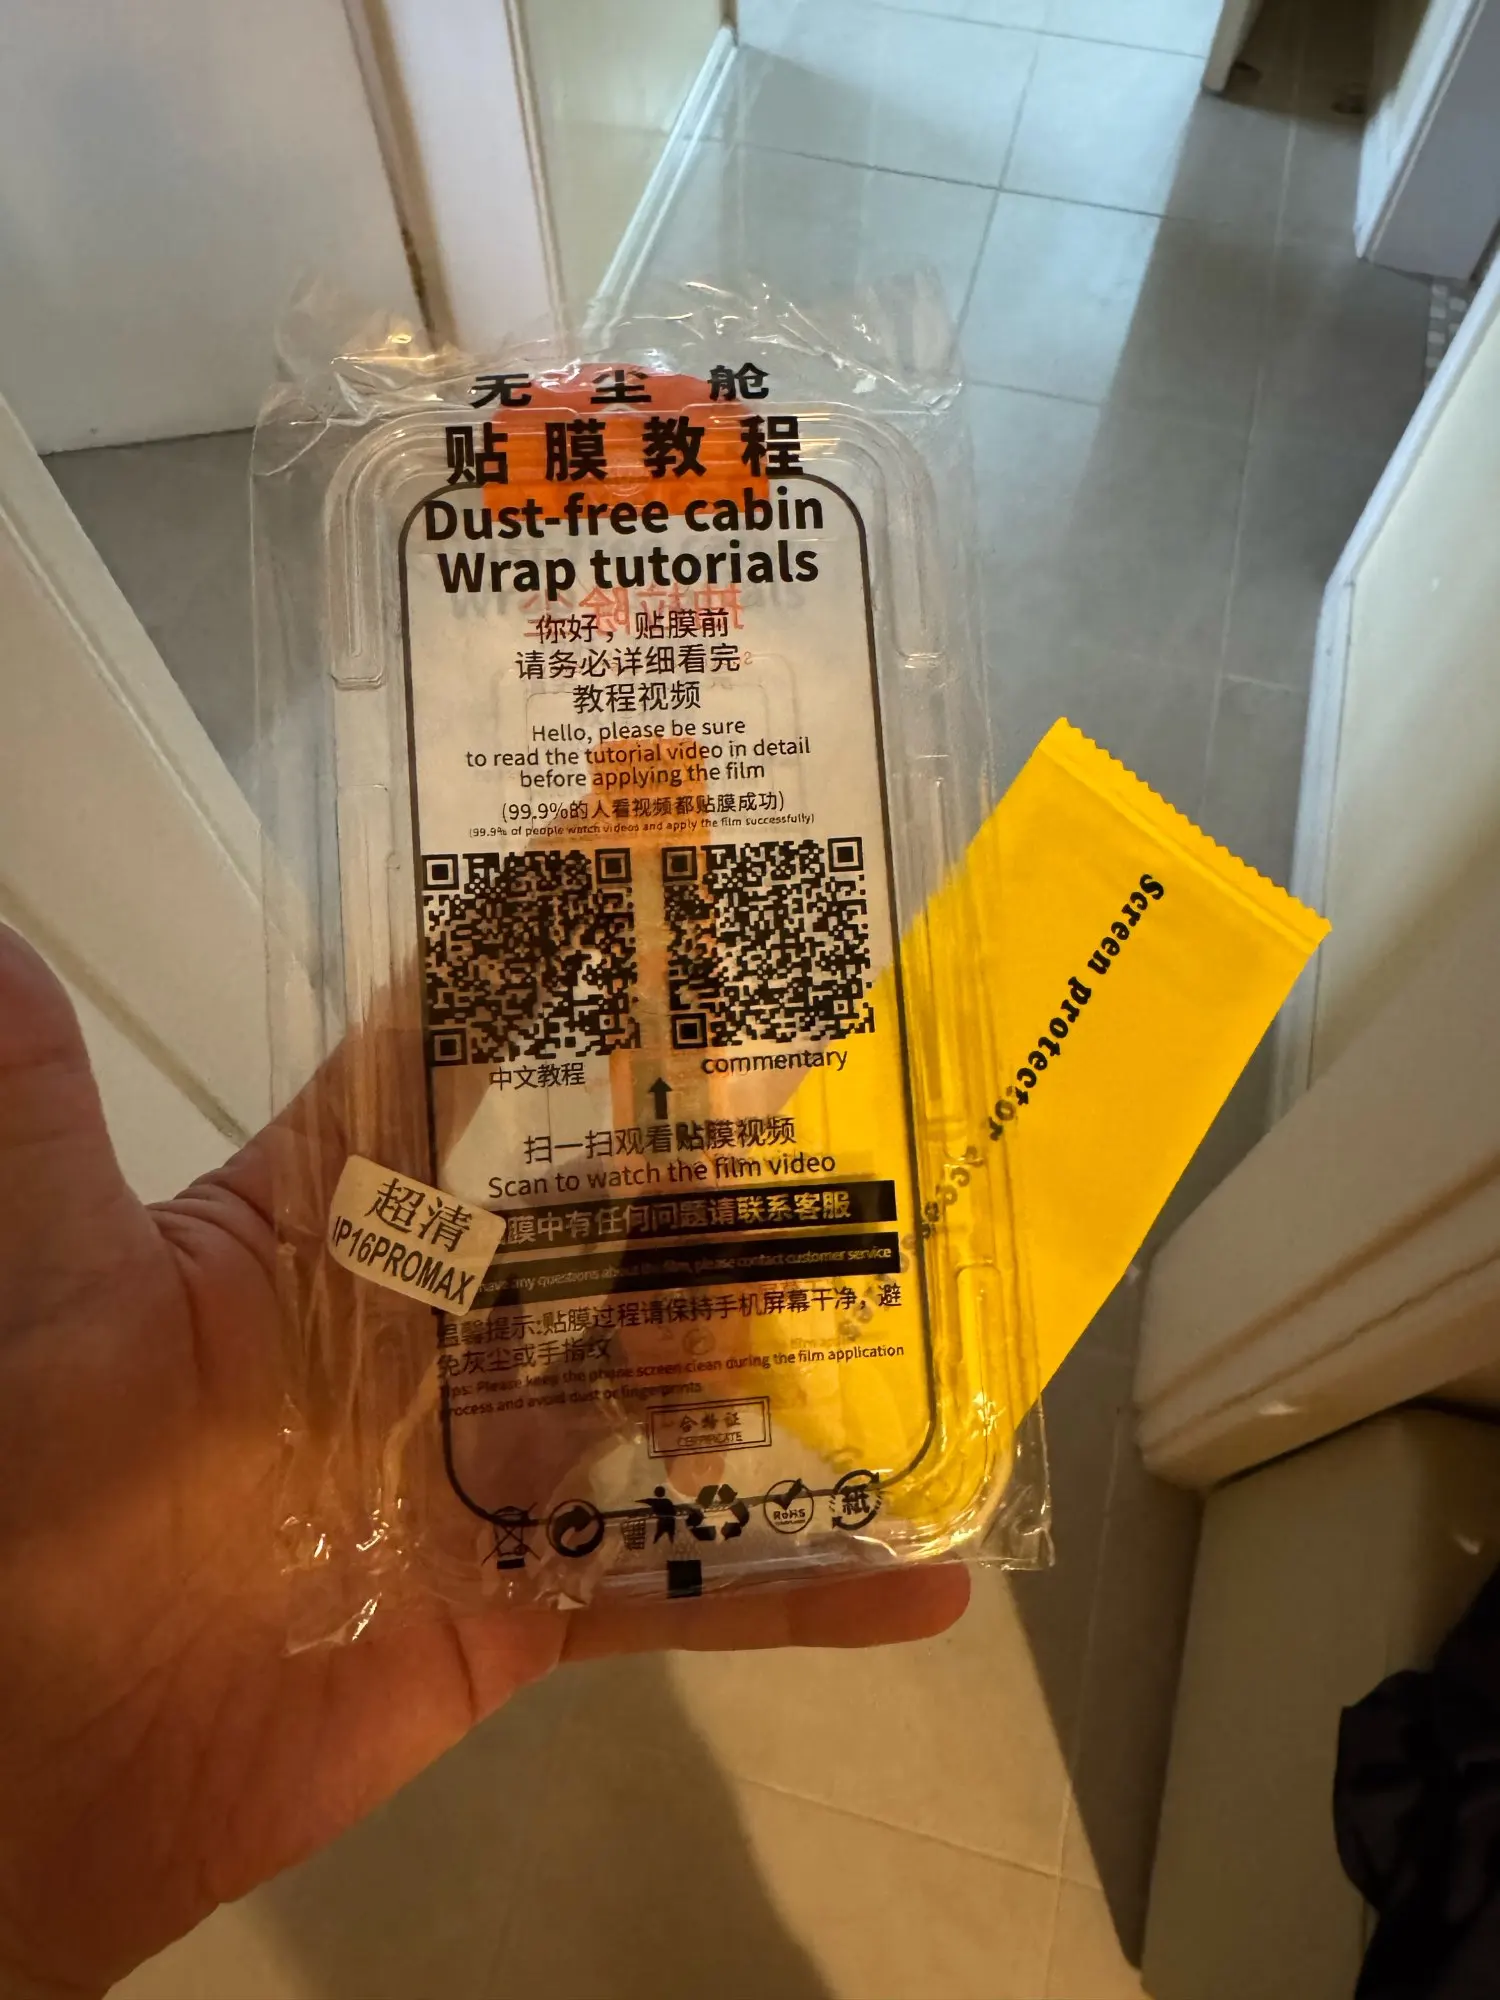 无尘舱
贴膜教程
Dust-free cabin
Wrap tutorials
你好，贴膜前
请务必详细看完
教程视频
Hello, please be sure
to read the tutorial video in detail
before applying the film
(99.9%的人看视频都贴膜成功)
(99.9% of people watch videos and apply the film successfully)
中文教程
commentary
扫一扫观看贴膜视频
Scan to watch the film video
膜中有任何问题请联系客服
have any questions about the film, please contact customer service
超清
IP16PROMAX
温馨提示:贴膜过程请保持手机屏幕干净，避
免灰尘或手指纹
Tips: Please keep the phone screen clean during the film application
process and avoid dust or fingerprints
合格证
CERTIFICATE
RoHS
紙
Screen protector